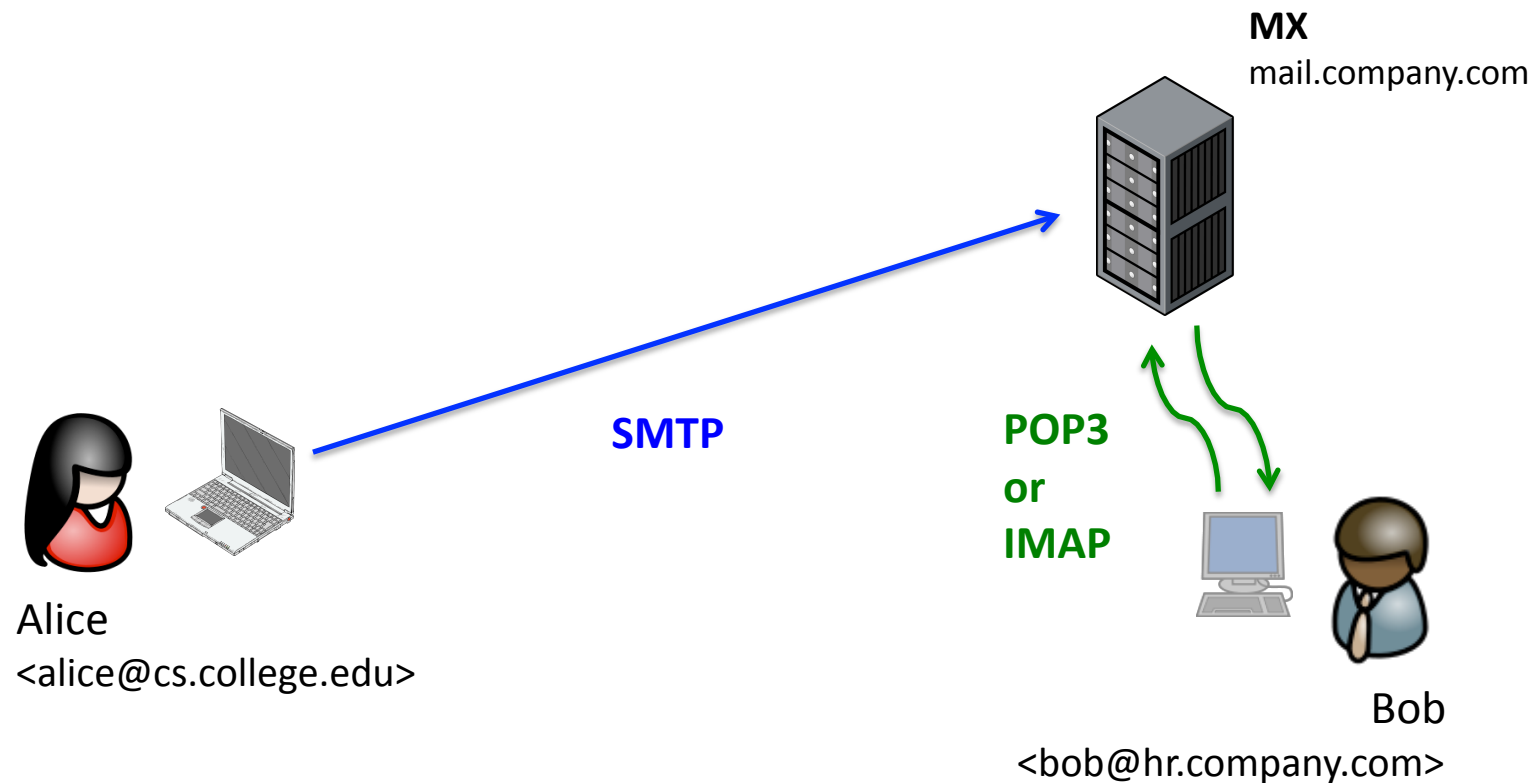 MX
mail.company.com
SMTP
POP3
or
IMAP
Alice
<alice@cs.college.edu>
Bob
<bob@hr.company.com>